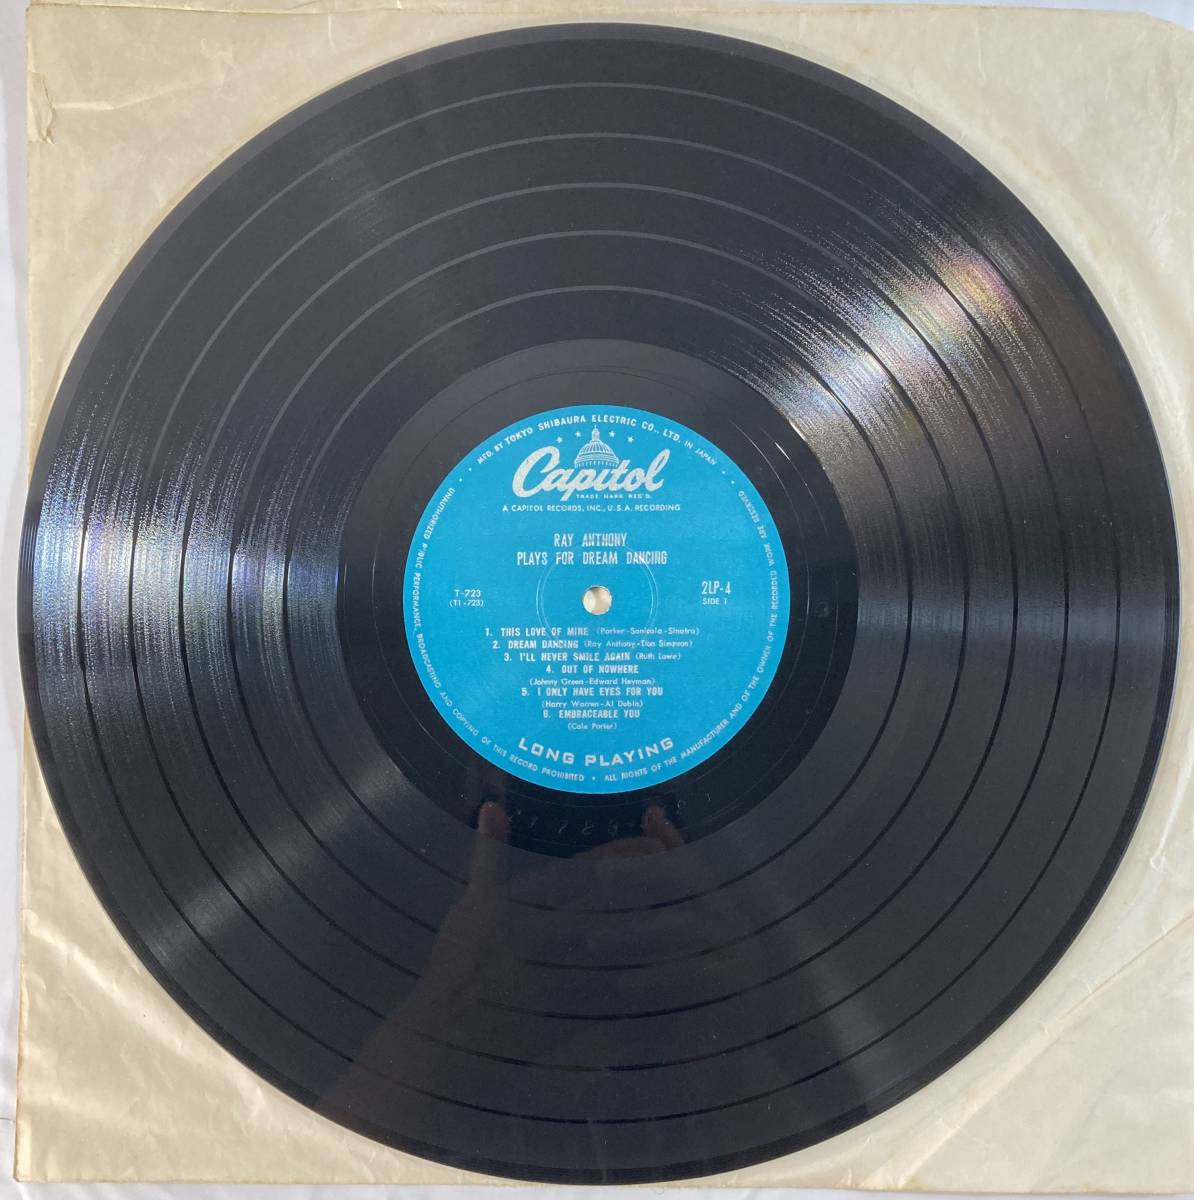 MFD. BY TOKYO SHIBAURA ELECTRIC CO., LTD. IN JAPAN
Capitol
TRADE MARK REG'D.
A CAPITOL RECORDS, INC., U.S.A. RECORDING
RAY ANTHONY
PLAYS FOR DREAM DANCING
T-723
(T1-723)
2LP-4
SIDE 1
1. THIS LOVE OF MINE (Parker-Sanicola-Sinatra)
2. DREAM DANCING (Ray Anthony-Don Simpson)
3. I'LL NEVER SMILE AGAIN (Ruth Lowe)
4. OUT OF NOWHERE
(Johnny Green-Edward Heyman)
5. I ONLY HAVE EYES FOR YOU
(Harry Warren-Al Dubin)
6. EMBRACEABLE YOU
(Cole Porter)
LONG PLAYING
UNAUTHORIZED PUBLIC PERFORMANCE, BROADCASTING AND COPYING OF THIS RECORD PROHIBITED • ALL RIGHTS OF THE MANUFACTURER AND OF THE OWNER OF THE RECORDED WORK ARE RESERVED